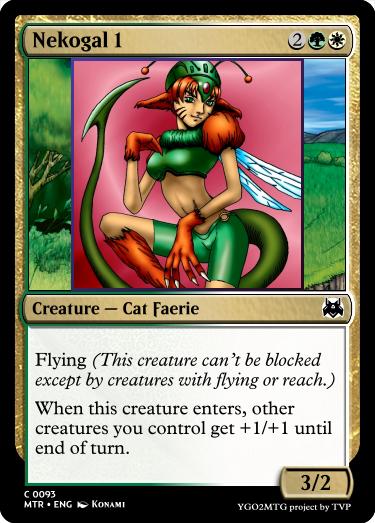 Nekogal 1 2
Creature — Cat Faerie
Flying (This creature can't be blocked
except by creatures with flying or reach.)
When this creature enters, other
creatures you control get +1/+1 until
end of turn.
3/2
C 0093
MTR • ENG KONAMI
YGO2MTG project by TVP